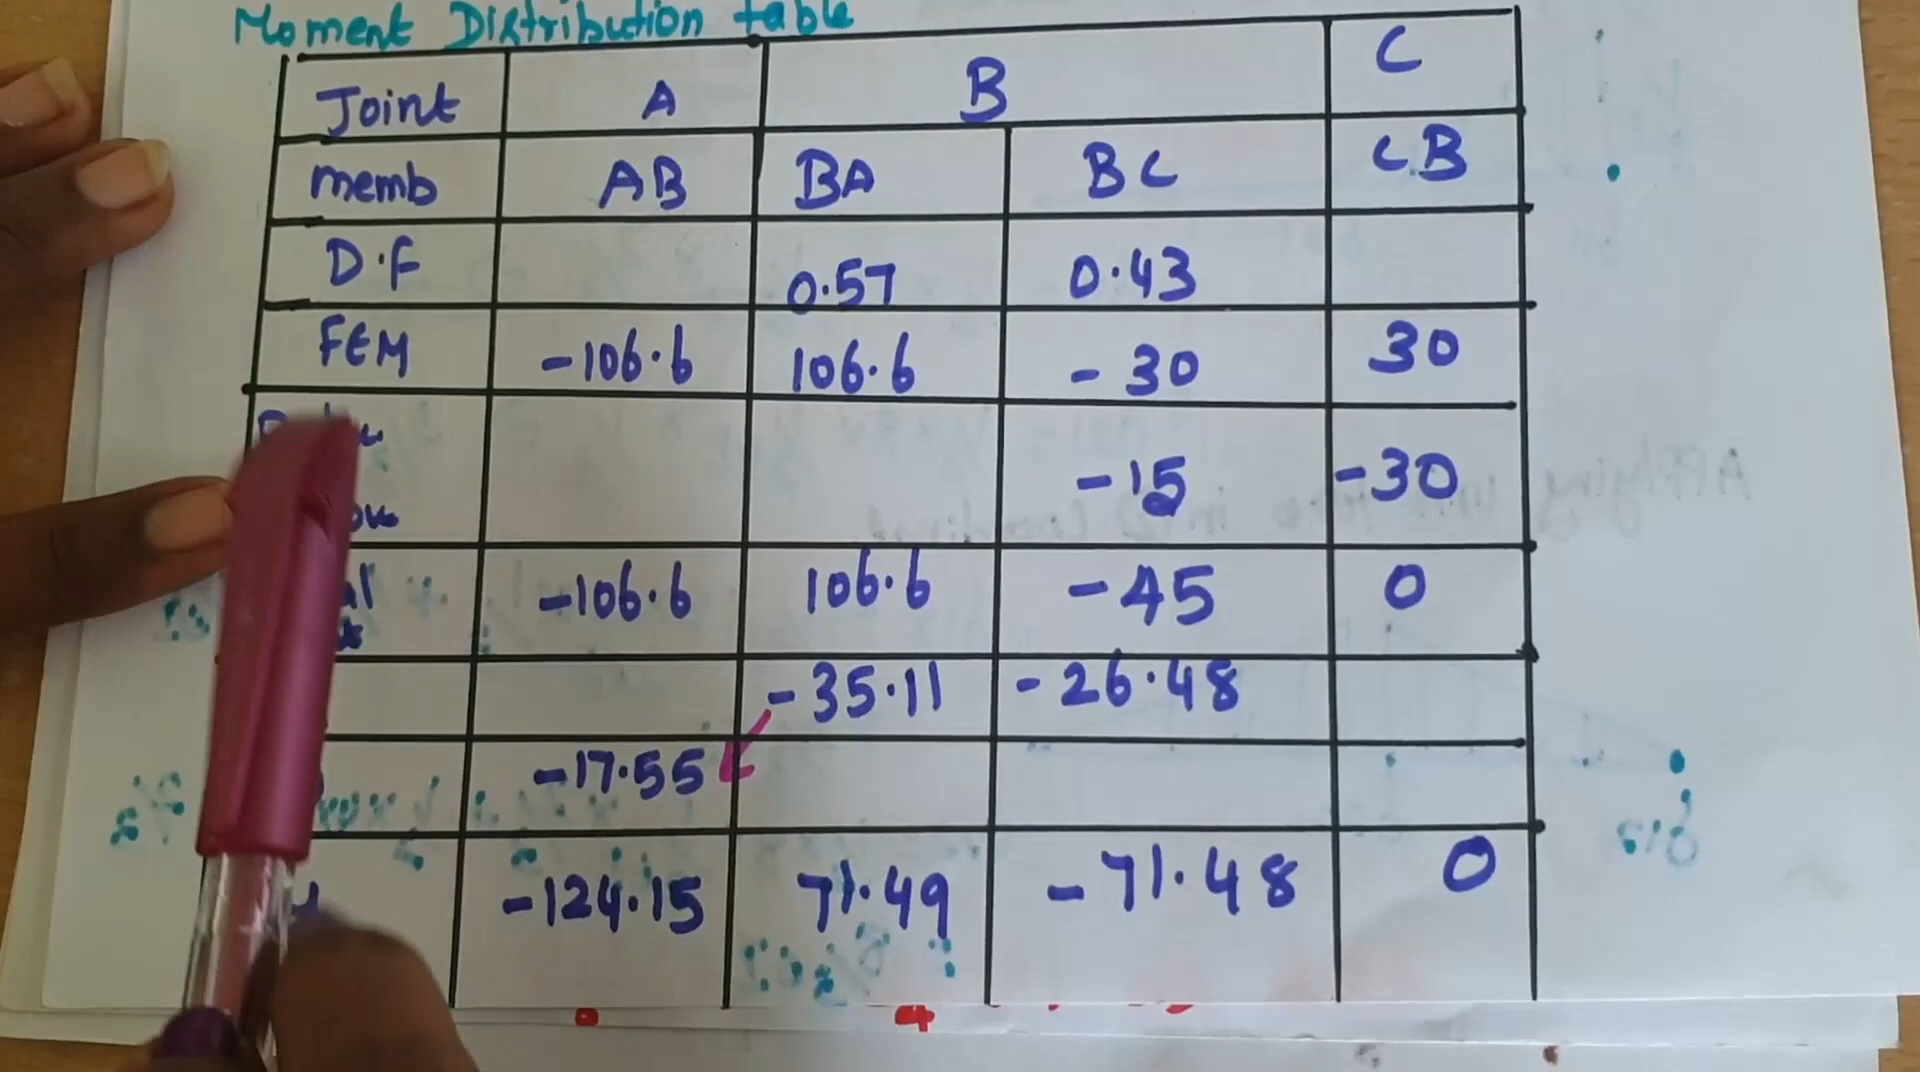 Moment Distribution table
Joint A B C
memb AB BA BC CB
D.F 0.57 0.43
FEM -106.6 106.6 -30 30
-15 -30
-106.6 106.6 -45 0
-35.11 -26.48
-17.55
-124.15 71.49 -71.48 0